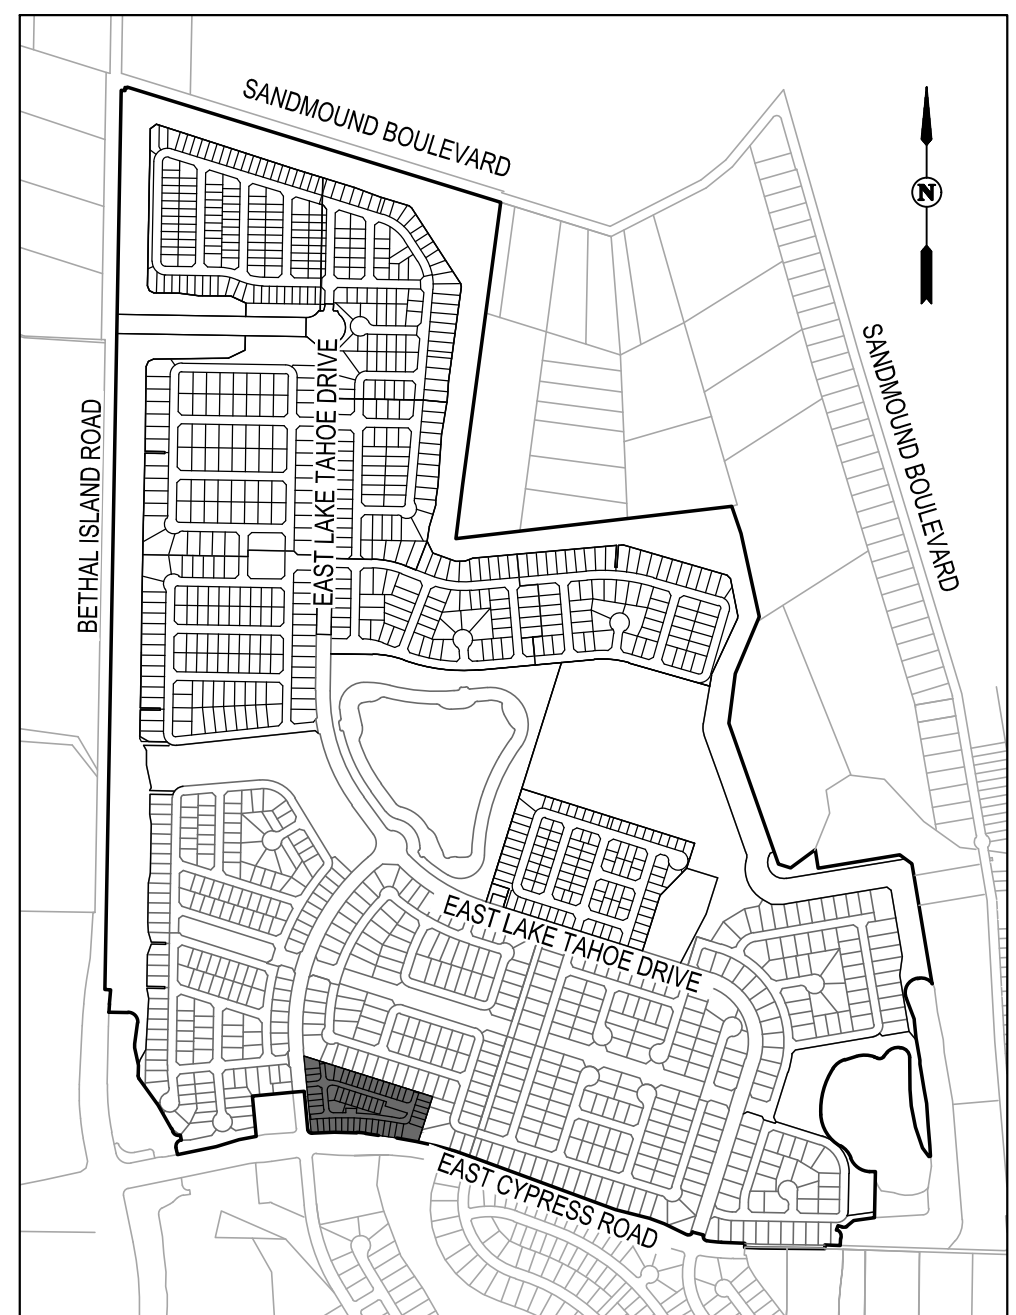 SANDMOUND BOULEVARD
N
SANDMOUND BOULEVARD
BETHAL ISLAND ROAD
EAST LAKE TAHOE DRIVE
EAST LAKE TAHOE DRIVE
EAST CYPRESS ROAD